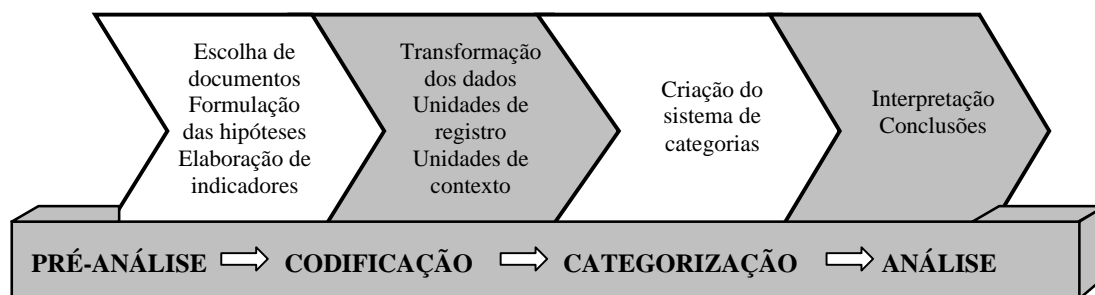 Escolha de
documentos
Formulação
das hipóteses
Elaboração de
indicadores
Transformação
dos dados
Unidades de
registro
Unidades de
contexto
Criação do
sistema de
categorias
Interpretação
Conclusões
PRÉ-ANÁLISE CODIFICAÇÃO CATEGORIZAÇÃO ANÁLISE